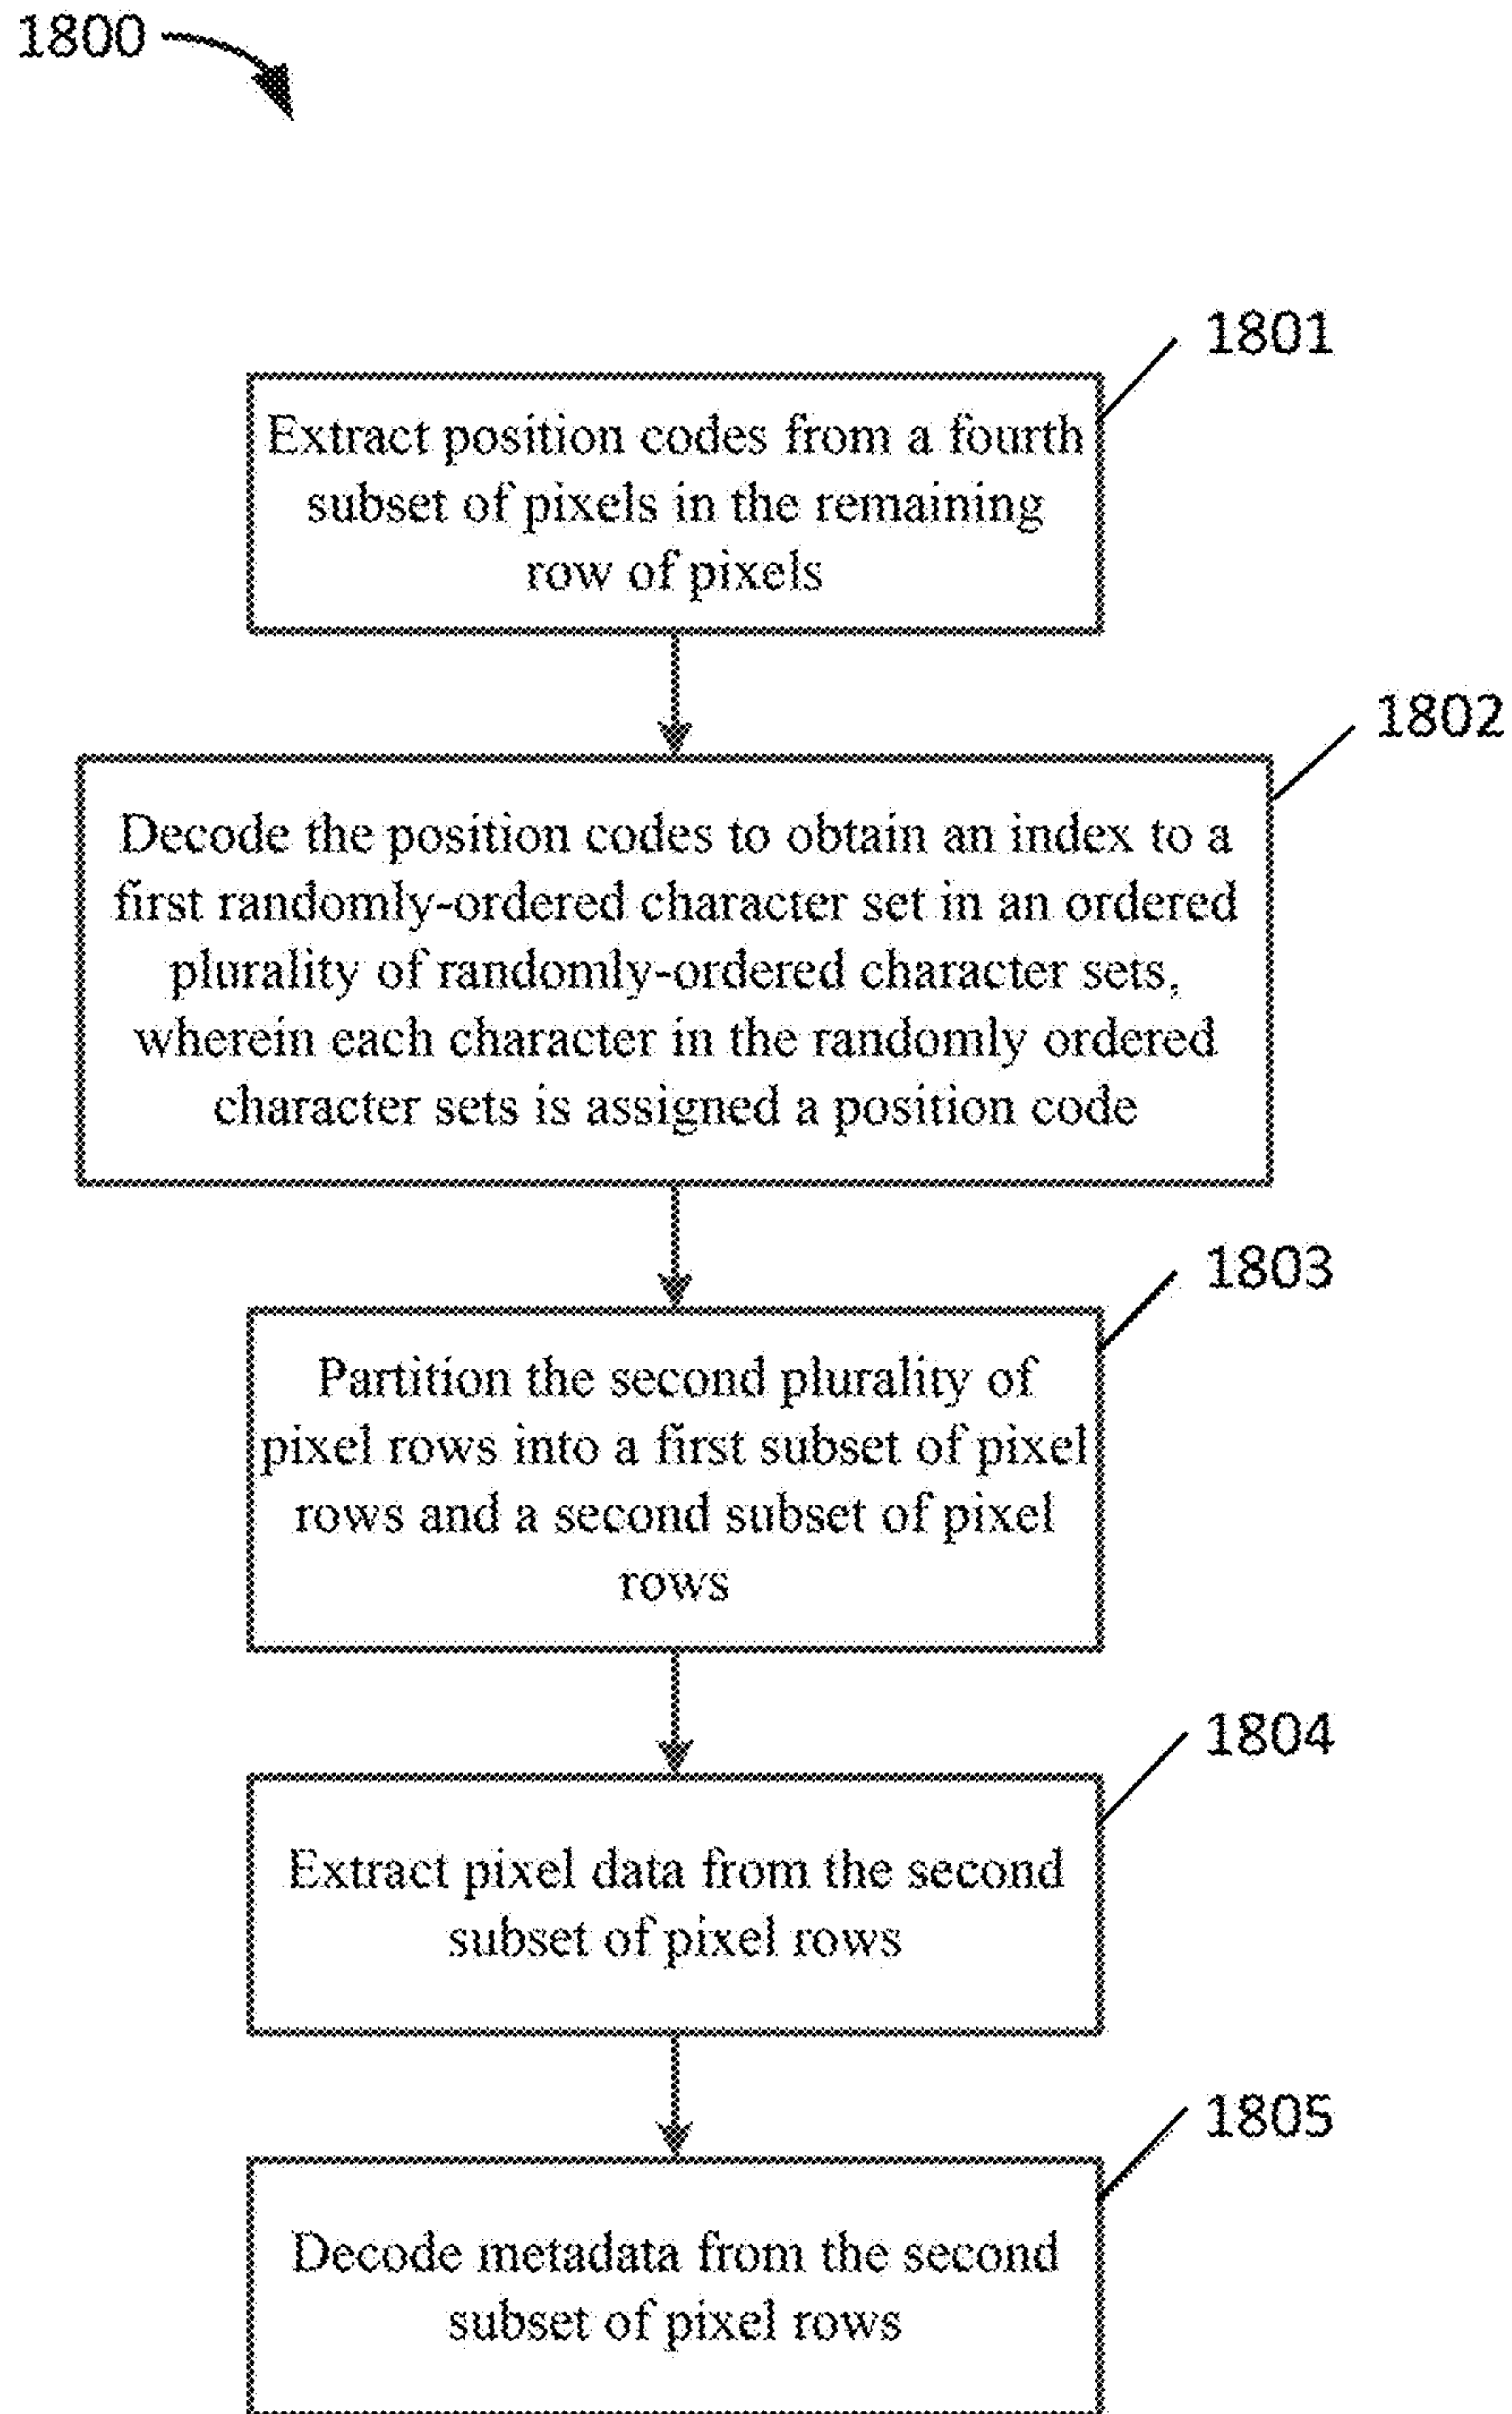 1800
1801
Extract position codes from a fourth
subset of pixels in the remaining
row of pixels
1802
Decode the position codes to obtain an index to a
first randomly-ordered character set in an ordered
plurality of randomly-ordered character sets,
wherein each character in the randomly ordered
character sets is assigned a position code
1803
Partition the second plurality of
pixel rows into a first subset of pixel
rows and a second subset of pixel
rows
1804
Extract pixel data from the second
subset of pixel rows
1805
Decode metadata from the second
subset of pixel rows